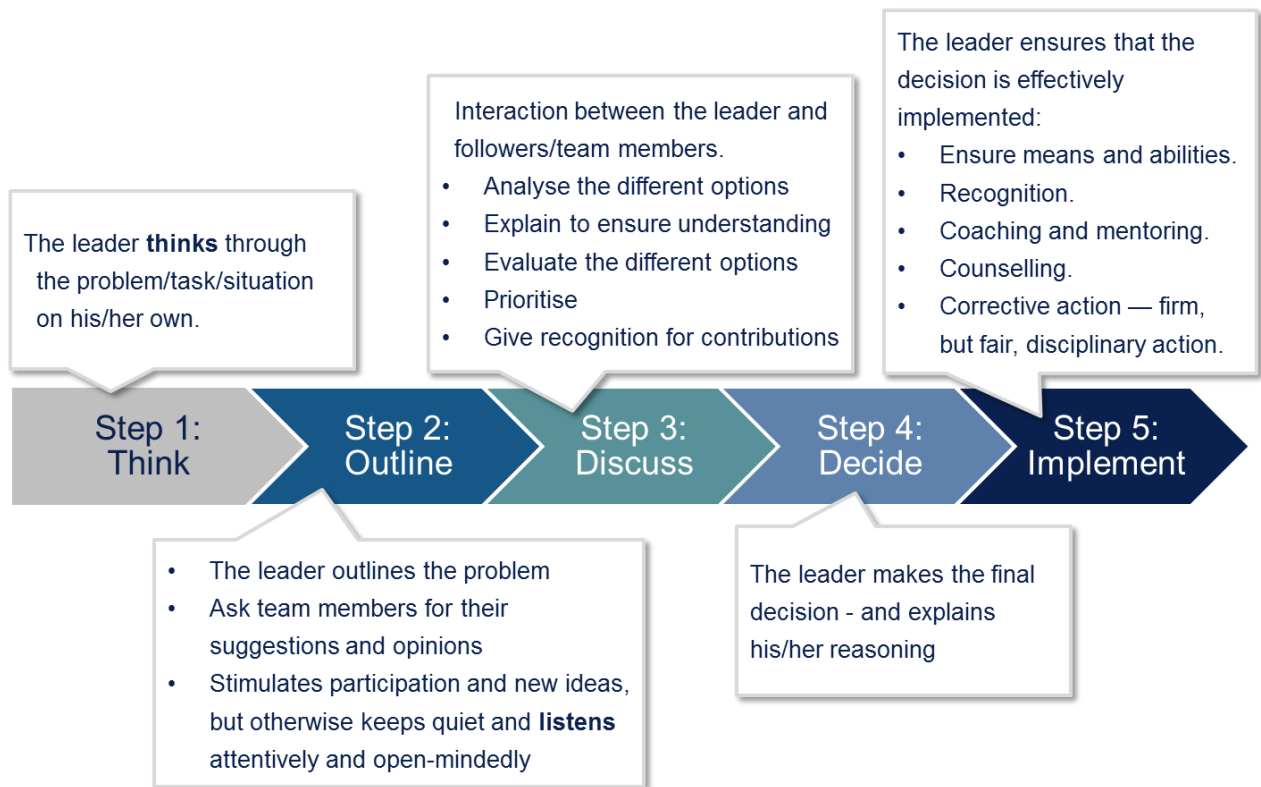 The leader thinks through
the problem/task/situation
on his/her own.
Step 1:
Think
• The leader outlines the problem
• Ask team members for their
suggestions and opinions
• Stimulates participation and new ideas,
but otherwise keeps quiet and listens
attentively and open-mindedly
Step 2:
Outline
Interaction between the leader and
followers/team members.
• Analyse the different options
• Explain to ensure understanding
• Evaluate the different options
• Prioritise
• Give recognition for contributions
Step 3:
Discuss
The leader makes the final
decision - and explains
his/her reasoning
Step 4:
Decide
The leader ensures that the
decision is effectively
implemented:
• Ensure means and abilities.
• Recognition.
• Coaching and mentoring.
• Counselling.
• Corrective action — firm,
but fair, disciplinary action.
Step 5:
Implement